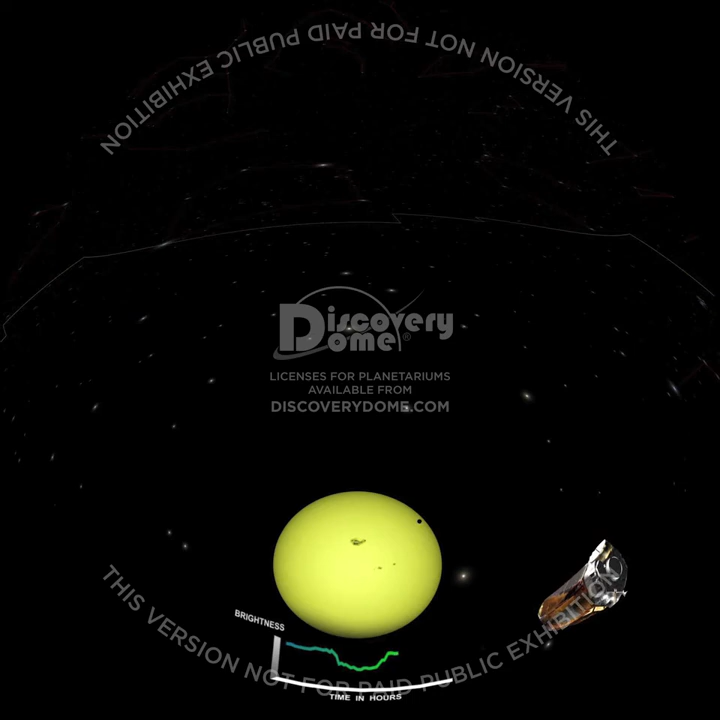 THIS VERSION NOT FOR PAID PUBLIC EXHIBITION
Discovery
Dome®
LICENSES FOR PLANETARIUMS
AVAILABLE FROM
DISCOVERYDOME.COM
BRIGHTNESS
TIME IN HOURS
THIS VERSION NOT FOR PAID PUBLIC EXHIBITION